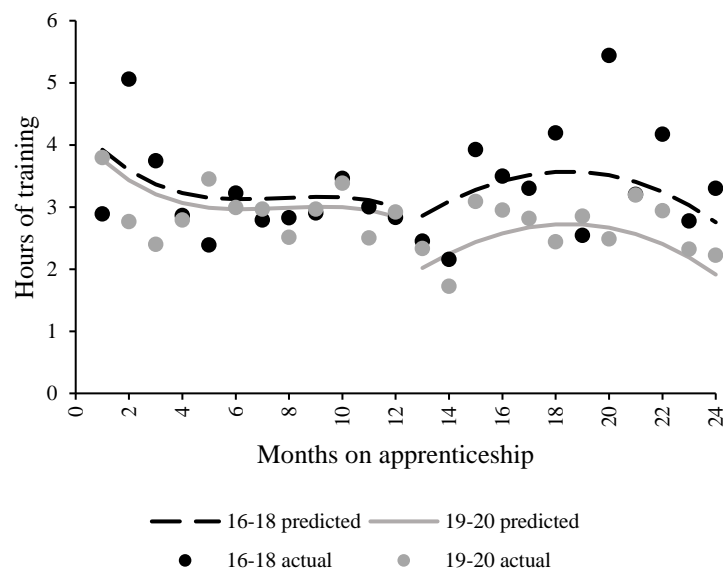 6
5
4
3
2
1
0
Hours of training
0 2 4 6 8 10 12 14 16 18 20 22 24
Months on apprenticeship
16-18 predicted 19-20 predicted
16-18 actual 19-20 actual